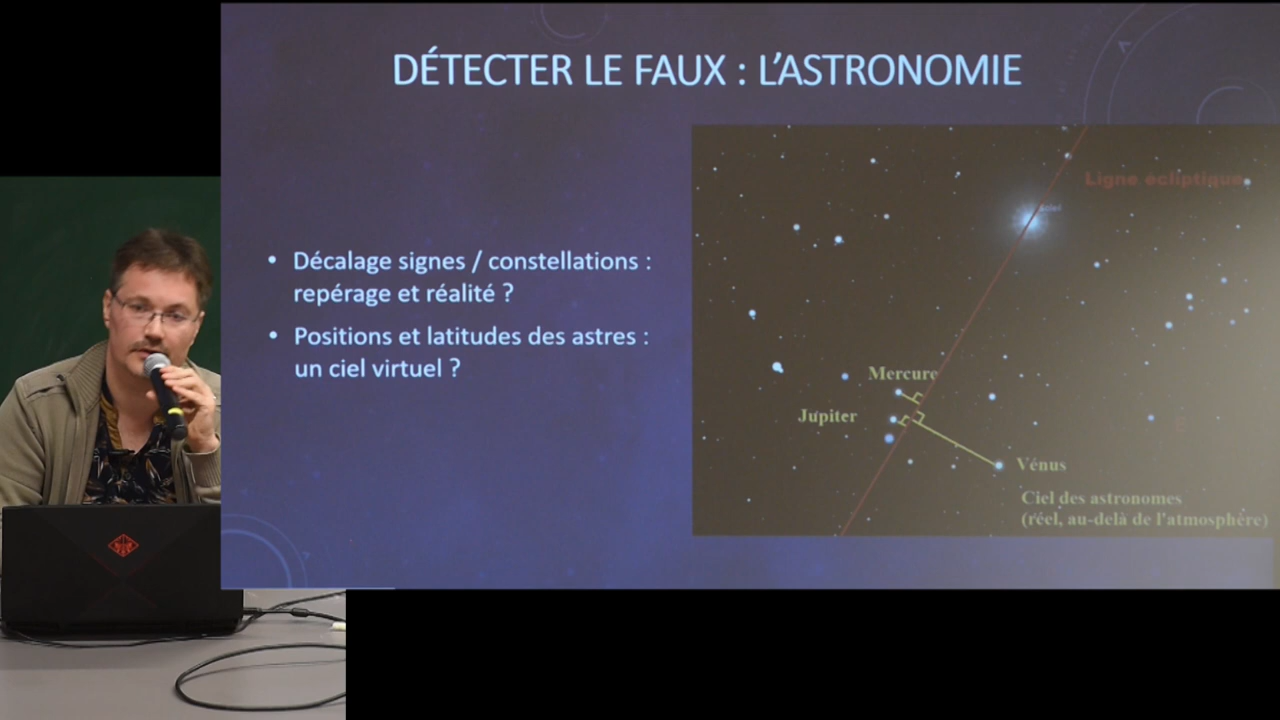 DÉTECTER LE FAUX : L'ASTRONOMIE
• Décalage signes / constellations :
repérage et réalité ?
• Positions et latitudes des astres :
un ciel virtuel ?
Ligne écliptique
Soleil
Mercure
Jupiter
Vénus
Ciel des astronomes
(réel, au-delà de l'atmosphère)